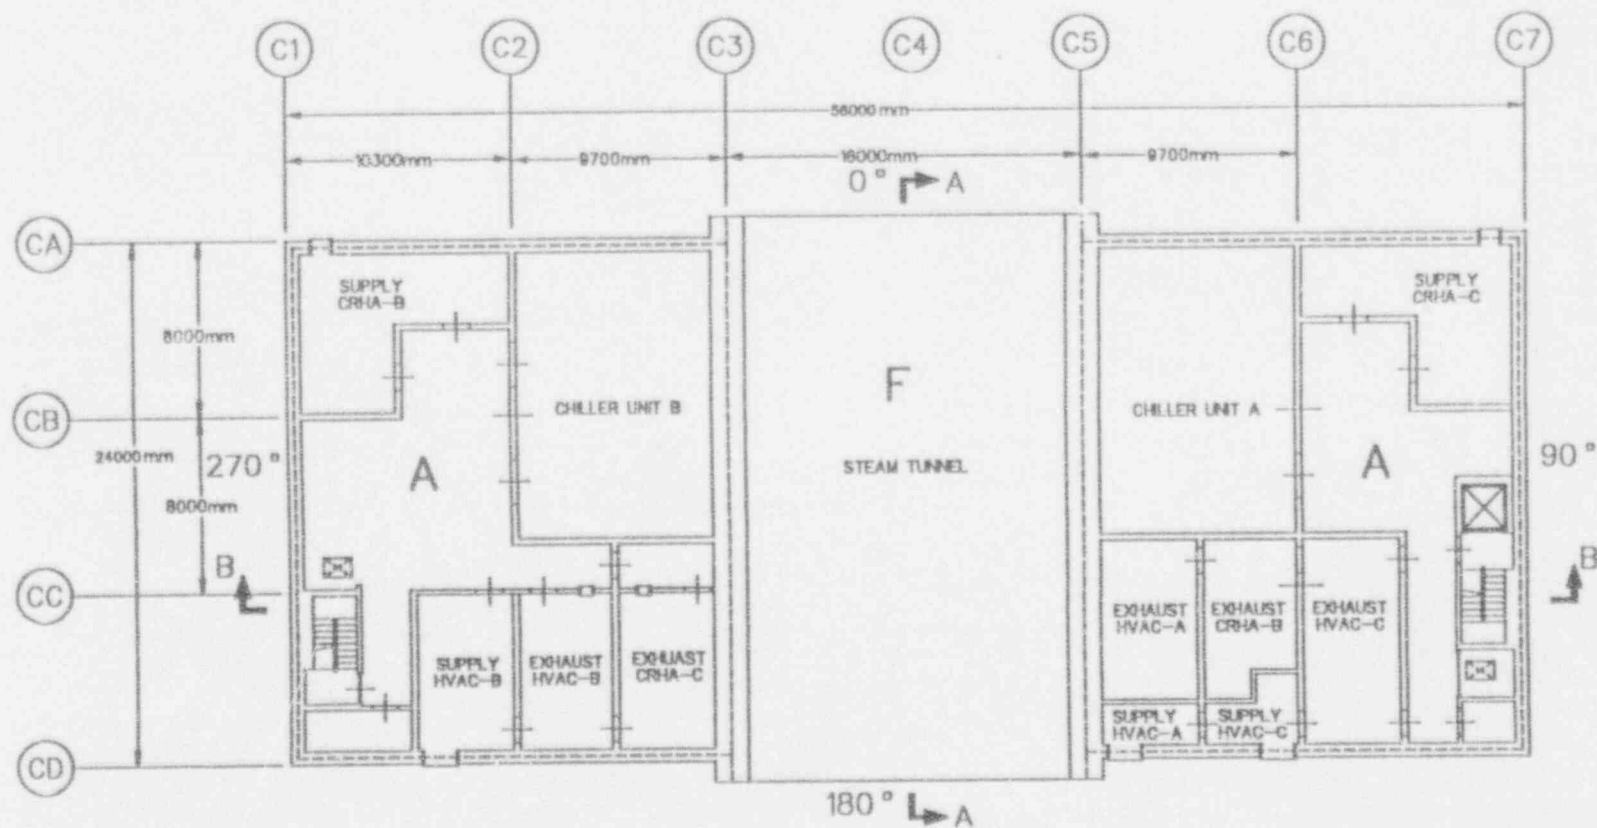 C1
C2
C3
C4
C5
C6
C7
56000mm
10300mm
9700mm
16000mm
9700mm
0° A
CA
SUPPLY
CRHA-B
SUPPLY
CRHA-C
8000mm
F
CHILLER UNIT B
CHILLER UNIT A
CB
24000mm
270°
A
STEAM TUNNEL
A
90°
8000mm
B
B
CC
EXHAUST
HVAC-A
EXHAUST
CRHA-B
EXHAUST
HVAC-C
SUPPLY
HVAC-B
EXHAUST
HVAC-B
EXHUAST
CRHA-C
SUPPLY
HVAC-A
SUPPLY
HVAC-C
CD
180° A